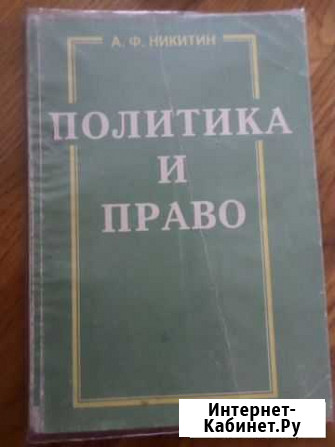 А. Ф. НИКИТИН
ПОЛИТИКА
И
ПРАВО
Интернет-
Кабинет.Ру